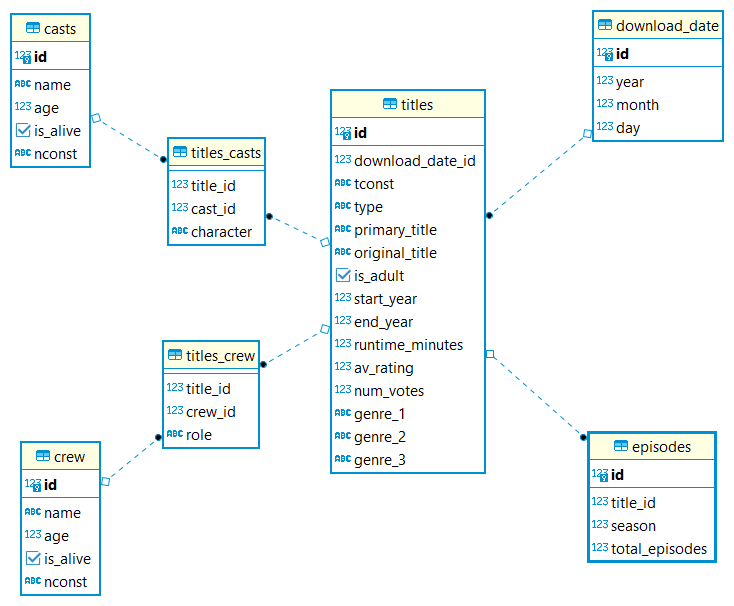 casts
123 id
ABC name
123 age
is_alive
ABC nconst
titles_casts
123 title_id
123 cast_id
ABC character
titles_crew
123 title_id
123 crew_id
ABC role
crew
123 id
ABC name
123 age
is_alive
ABC nconst
titles
123 id
123 download_date_id
ABC tconst
ABC type
ABC primary_title
ABC original_title
is_adult
123 start_year
123 end_year
123 runtime_minutes
123 av_rating
123 num_votes
ABC genre_1
ABC genre_2
ABC genre_3
download_date
123 id
123 year
123 month
123 day
episodes
123 id
123 title_id
123 season
123 total_episodes